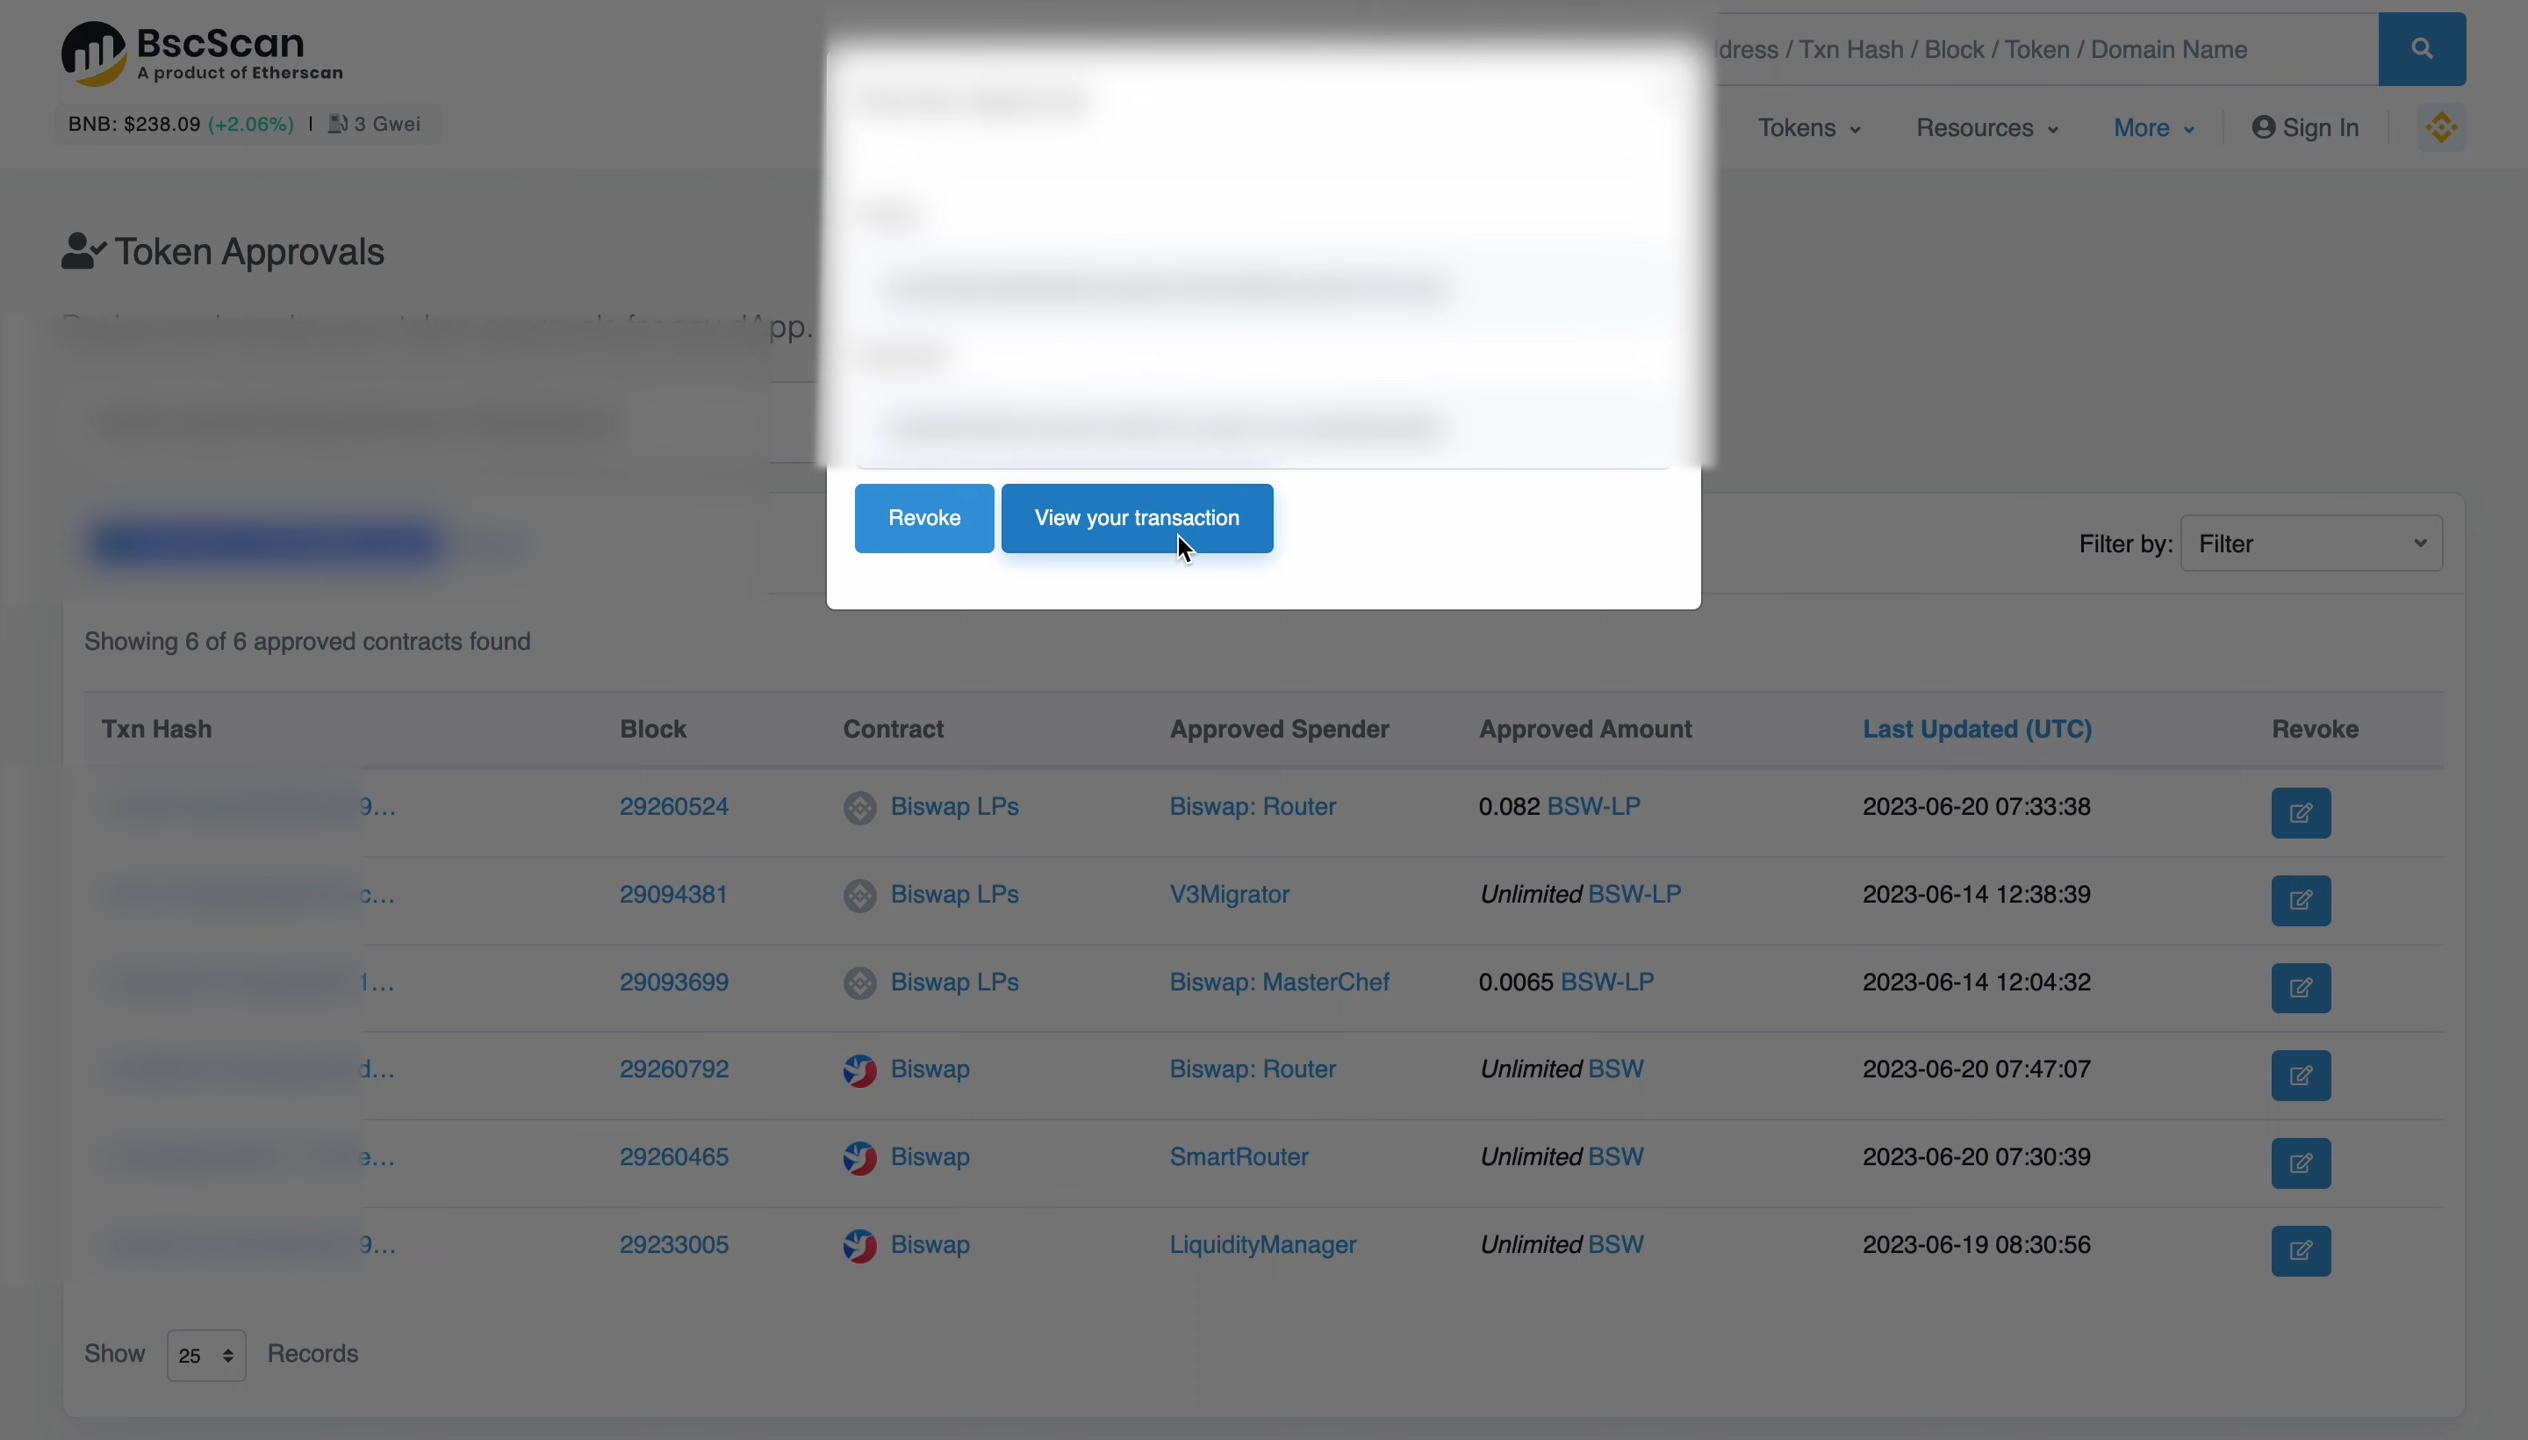 BscScan
A product of Etherscan
dress / Txn Hash / Block / Token / Domain Name
BNB: $238.09 (+2.06%) | 3 Gwei
Tokens Resources More Sign In
Token Approvals
pp.
Revoke View your transaction
Filter by: Filter
Showing 6 of 6 approved contracts found
Txn Hash Block Contract Approved Spender Approved Amount Last Updated (UTC) Revoke
9... 29260524 Biswap LPs Biswap: Router 0.082 BSW-LP 2023-06-20 07:33:38
c... 29094381 Biswap LPs V3Migrator Unlimited BSW-LP 2023-06-14 12:38:39
1... 29093699 Biswap LPs Biswap: MasterChef 0.0065 BSW-LP 2023-06-14 12:04:32
d... 29260792 Biswap Biswap: Router Unlimited BSW 2023-06-20 07:47:07
e... 29260465 Biswap SmartRouter Unlimited BSW 2023-06-20 07:30:39
9... 29233005 Biswap LiquidityManager Unlimited BSW 2023-06-19 08:30:56
Show 25 Records